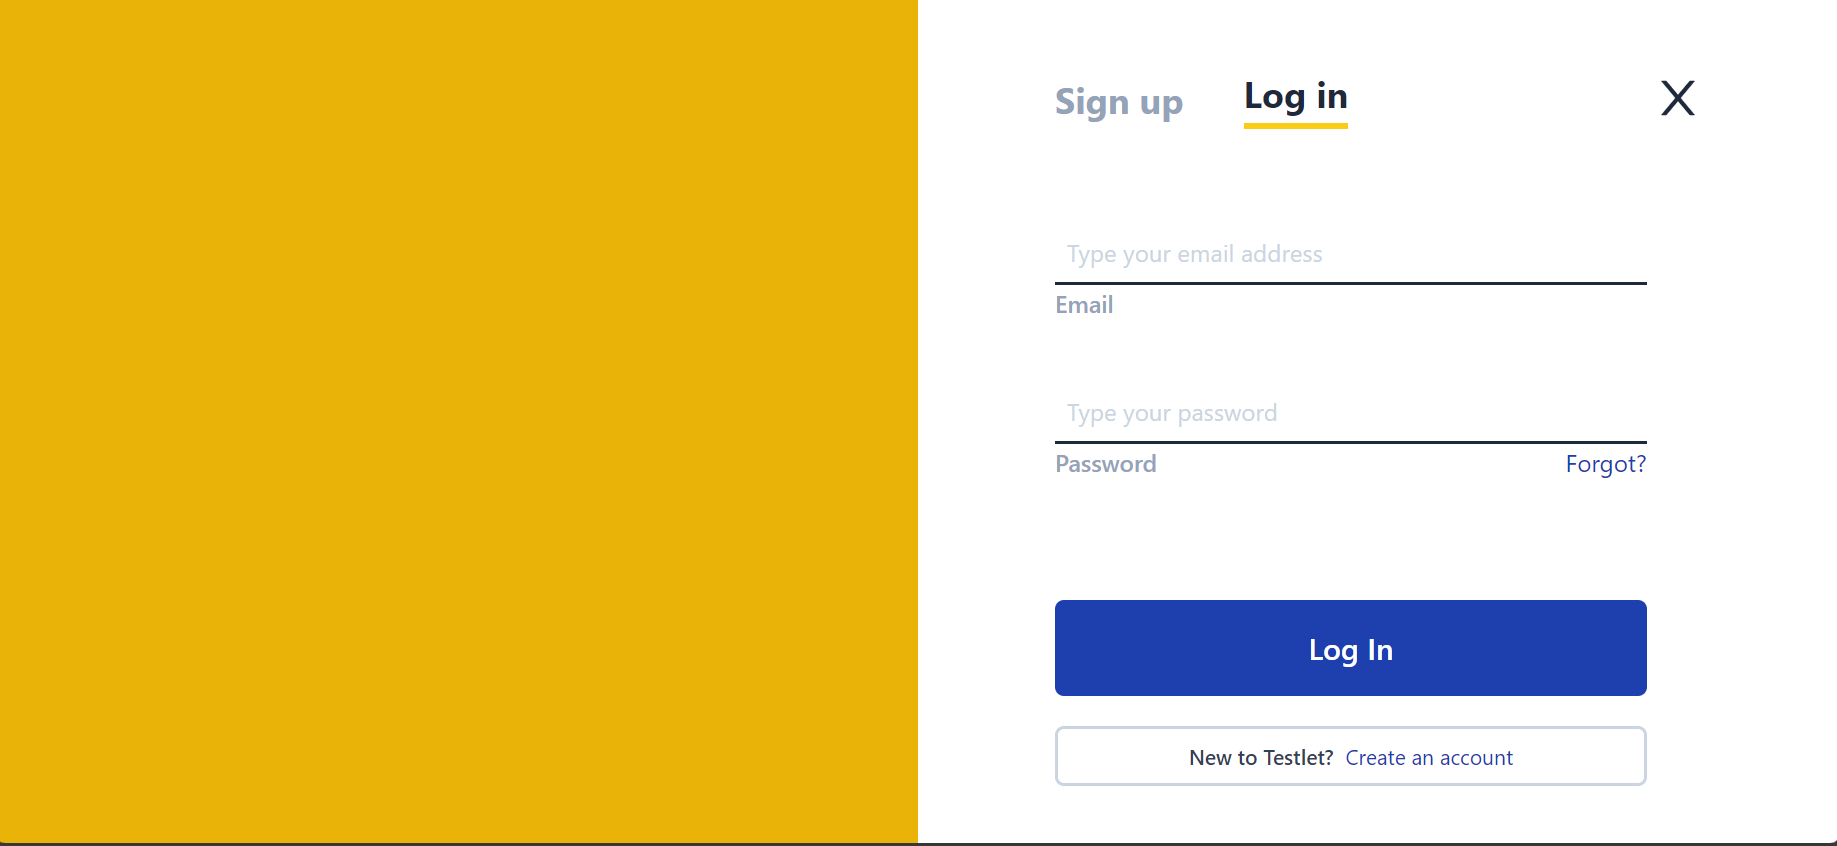 Sign up Log in X
Type your email address
Email
Type your password
Password Forgot?
Log In
New to Testlet? Create an account